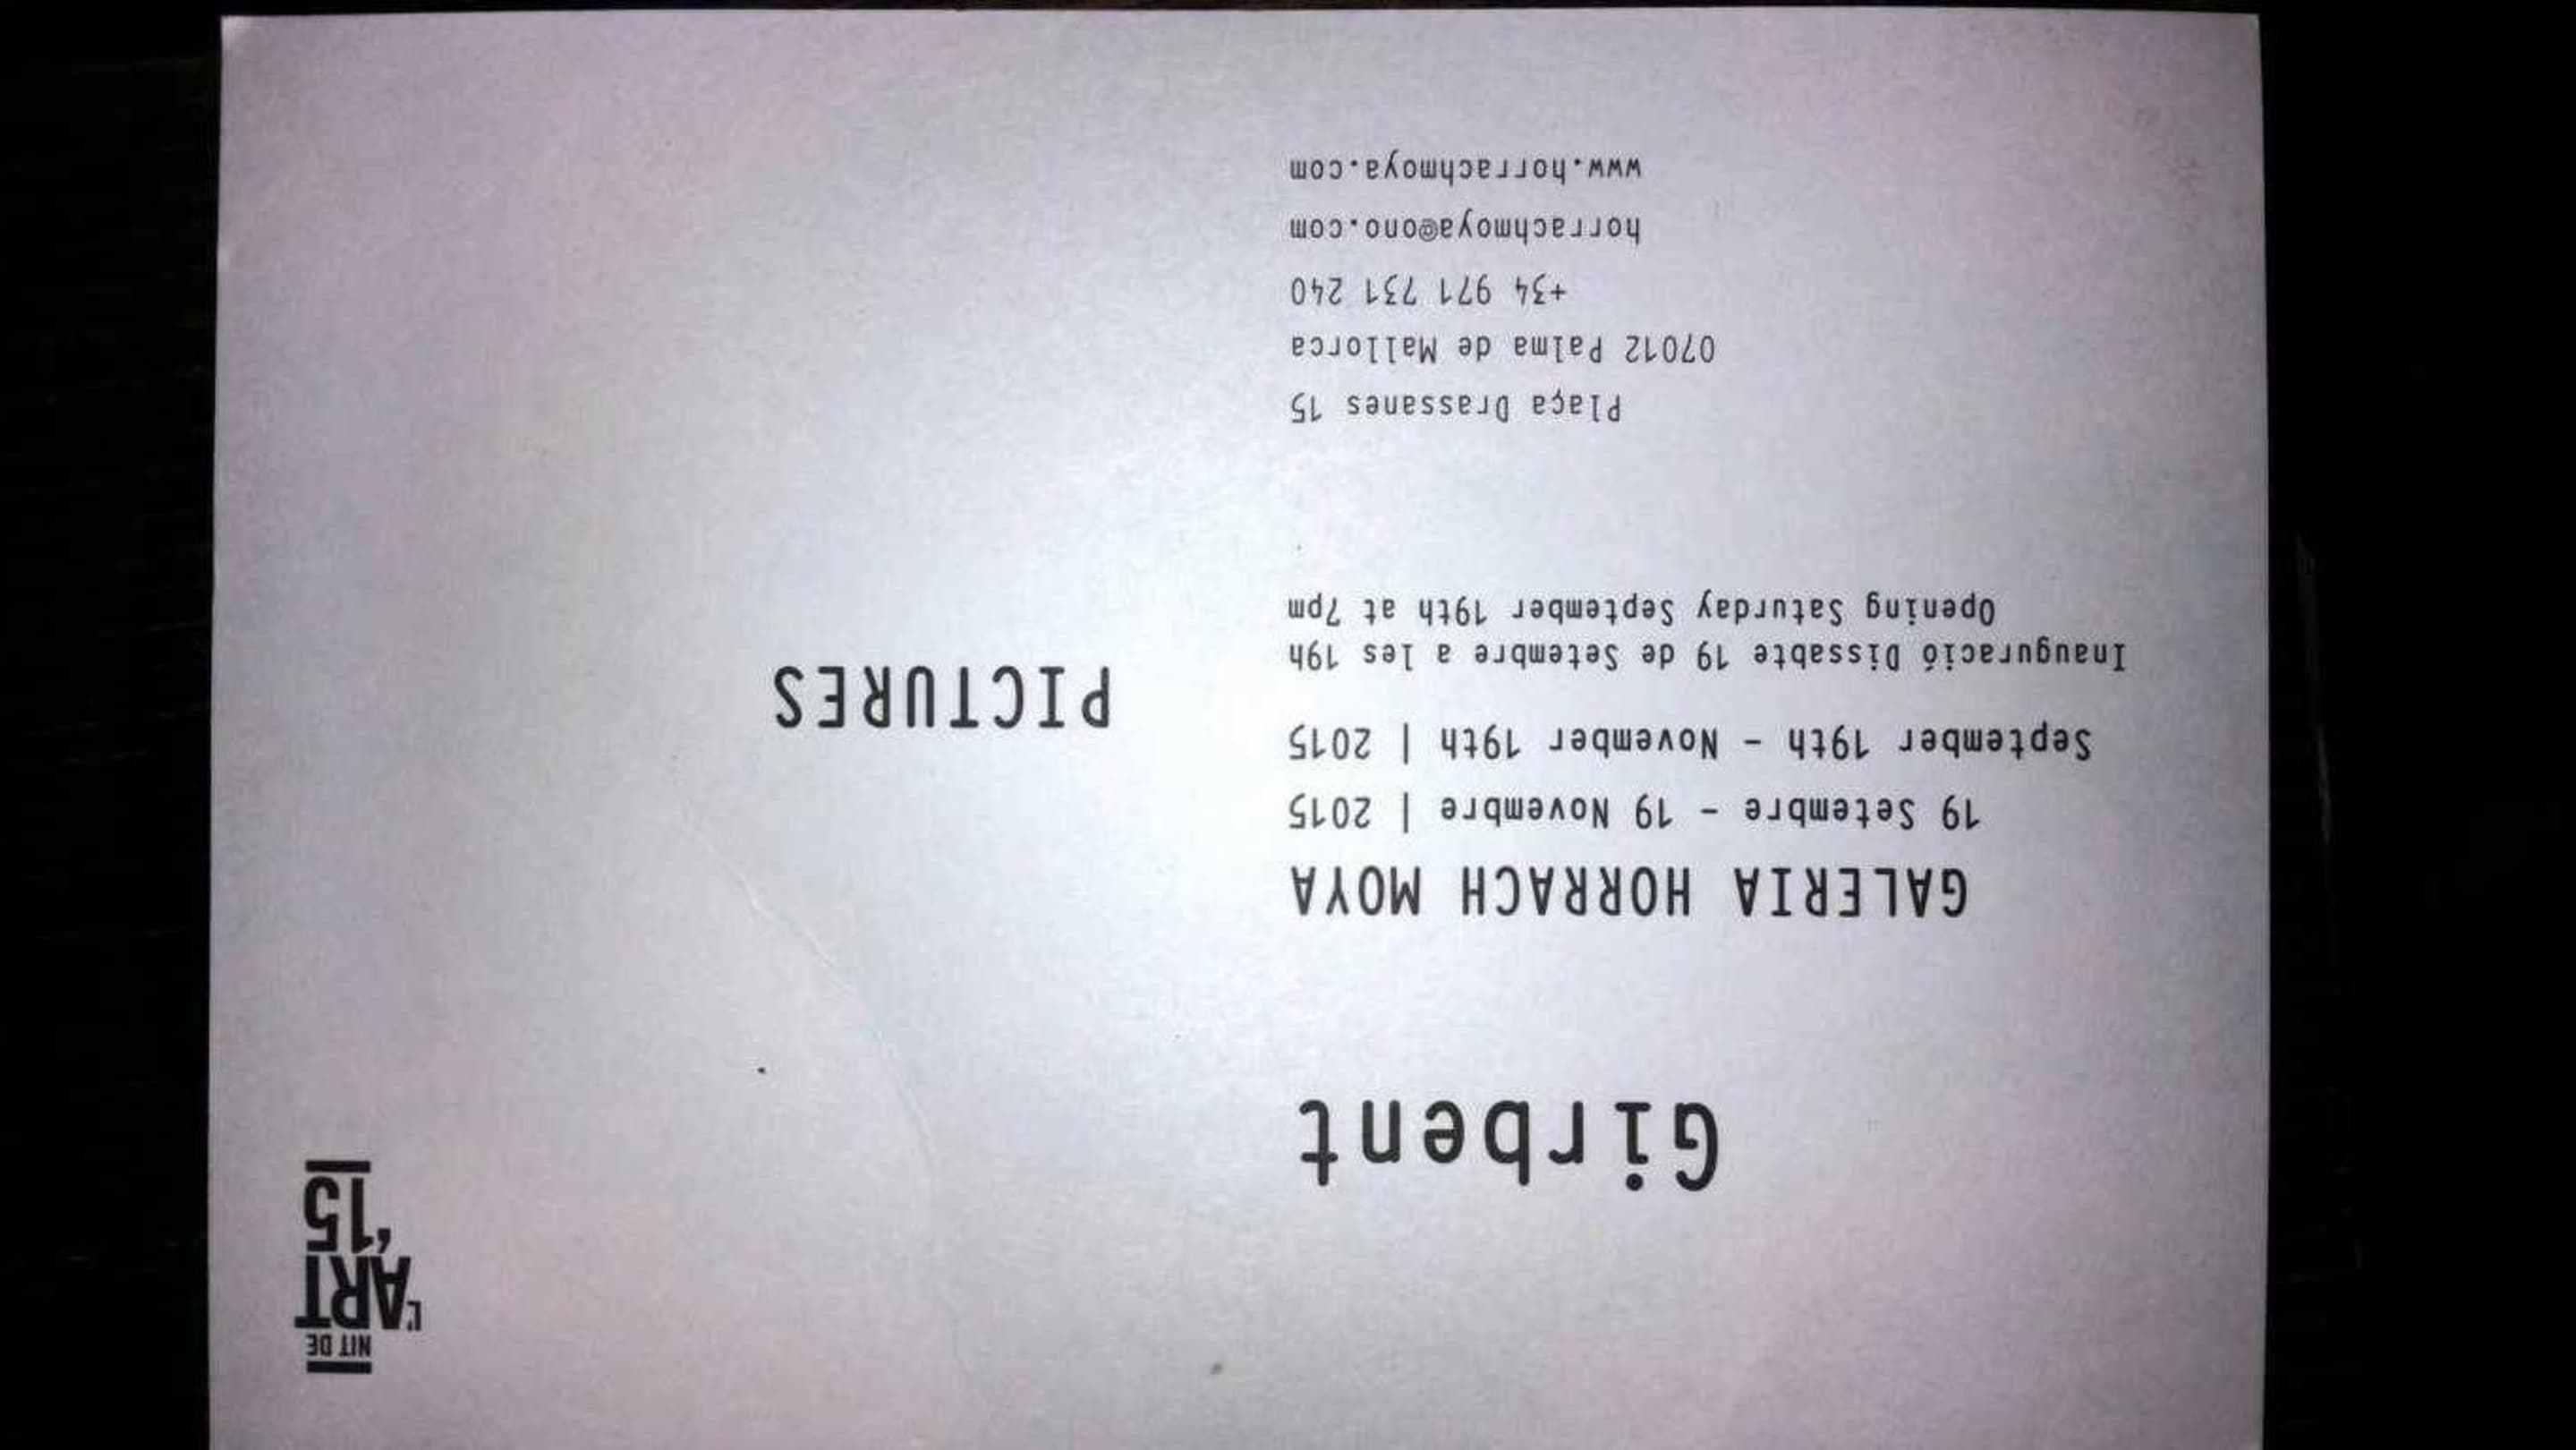 Girbent
GALERIA HORRACH MOYA
19 Setembre - 19 Novembre | 2015
September 19th - November 19th | 2015
Inauguració Dissabte 19 de Setembre a les 19h
Opening Saturday September 19th at 7pm
Plaça Drassanes 15
07012 Palma de Mallorca
+34 971 731 240
horrachmoya@ono.com
www.horrachmoya.com
PICTURES
NIT DE
L'ART
'15